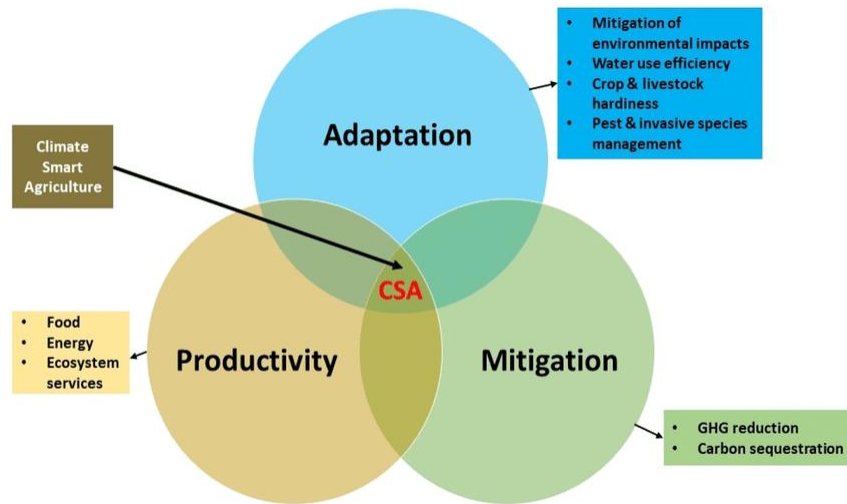 • Mitigation of
environmental impacts
• Water use efficiency
• Crop & livestock
hardiness
• Pest & invasive species
management
Adaptation
Climate
Smart
Agriculture
CSA
• Food
• Energy
• Ecosystem
services
Productivity
Mitigation
• GHG reduction
• Carbon sequestration